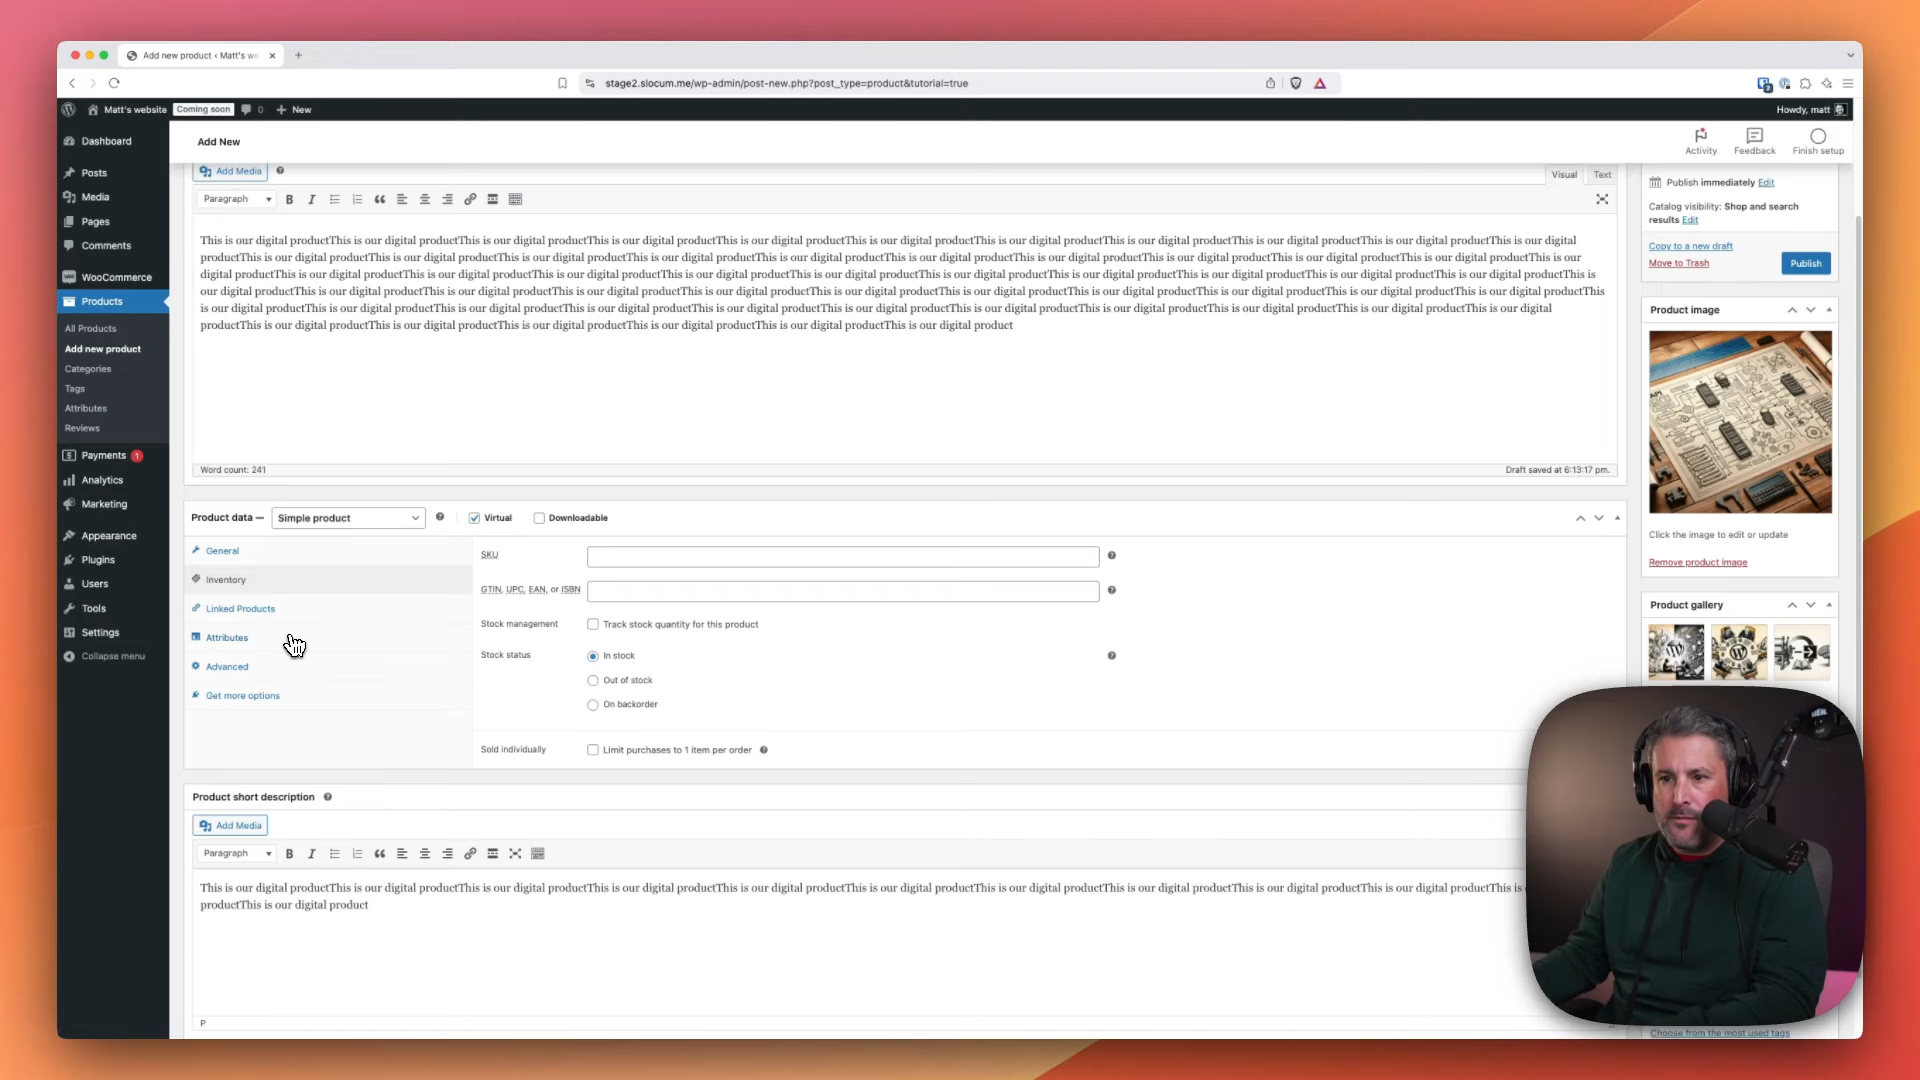 Add new product ‹ Matt's we
stage2.slocum.me/wp-admin/post-new.php?post_type=product&tutorial=true
Matt's website Coming soon 0 + New
Howdy, matt
Dashboard
Posts
Media
Pages
Comments
WooCommerce
Products
All Products
Add new product
Categories
Tags
Attributes
Reviews
Payments 1
Analytics
Marketing
Appearance
Plugins
Users
Tools
Settings
Collapse menu
Add New
Activity
Feedback
Finish setup
Add Media
Visual
Text
Paragraph
This is our digital productThis is our digital productThis is our digital productThis is our digital productThis is our digital productThis is our digital productThis is our digital productThis is our digital productThis is our digital productThis is our digital productThis is our digital
productThis is our digital productThis is our digital productThis is our digital productThis is our digital productThis is our digital productThis is our digital productThis is our digital productThis is our digital productThis is our digital productThis is our digital productThis is our
digital productThis is our digital productThis is our digital productThis is our digital productThis is our digital productThis is our digital productThis is our digital productThis is our digital productThis is our digital productThis is our digital productThis is our digital productThis is
our digital productThis is our digital productThis is our digital productThis is our digital productThis is our digital productThis is our digital productThis is our digital productThis is our digital productThis is our digital productThis is our digital productThis is our digital productThis
is our digital productThis is our digital productThis is our digital productThis is our digital productThis is our digital productThis is our digital productThis is our digital productThis is our digital productThis is our digital productThis is our digital productThis is our digital
productThis is our digital productThis is our digital productThis is our digital productThis is our digital productThis is our digital productThis is our digital product
Word count: 241
Draft saved at 6:13:17 pm.
Product data — Simple product
Virtual
Downloadable
General
Inventory
Linked Products
Attributes
Advanced
Get more options
SKU
GTIN, UPC, EAN, or ISBN
Stock management
Track stock quantity for this product
Stock status
In stock
Out of stock
On backorder
Sold individually
Limit purchases to 1 item per order
Product short description
Add Media
Paragraph
This is our digital productThis is our digital productThis is our digital productThis is our digital productThis is our digital productThis is our digital productThis is our digital productThis is our digital productThis is our digital productThis is our digital productThis is
productThis is our digital product
P
Publish immediately Edit
Catalog visibility: Shop and search
results Edit
Copy to a new draft
Move to Trash
Publish
Product image
API
Click the image to edit or update
Remove product image
Product gallery
Choose from the most used tags